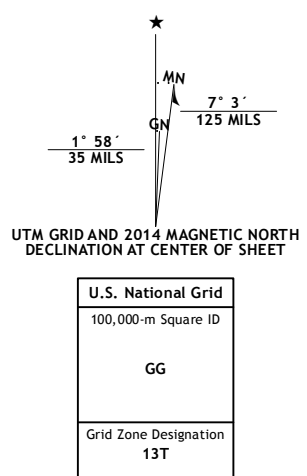 ★
MN
7° 3´
125 MILS
GN
1° 58´
35 MILS
UTM GRID AND 2014 MAGNETIC NORTH
DECLINATION AT CENTER OF SHEET
U.S. National Grid
100,000-m Square ID
GG
Grid Zone Designation
13T